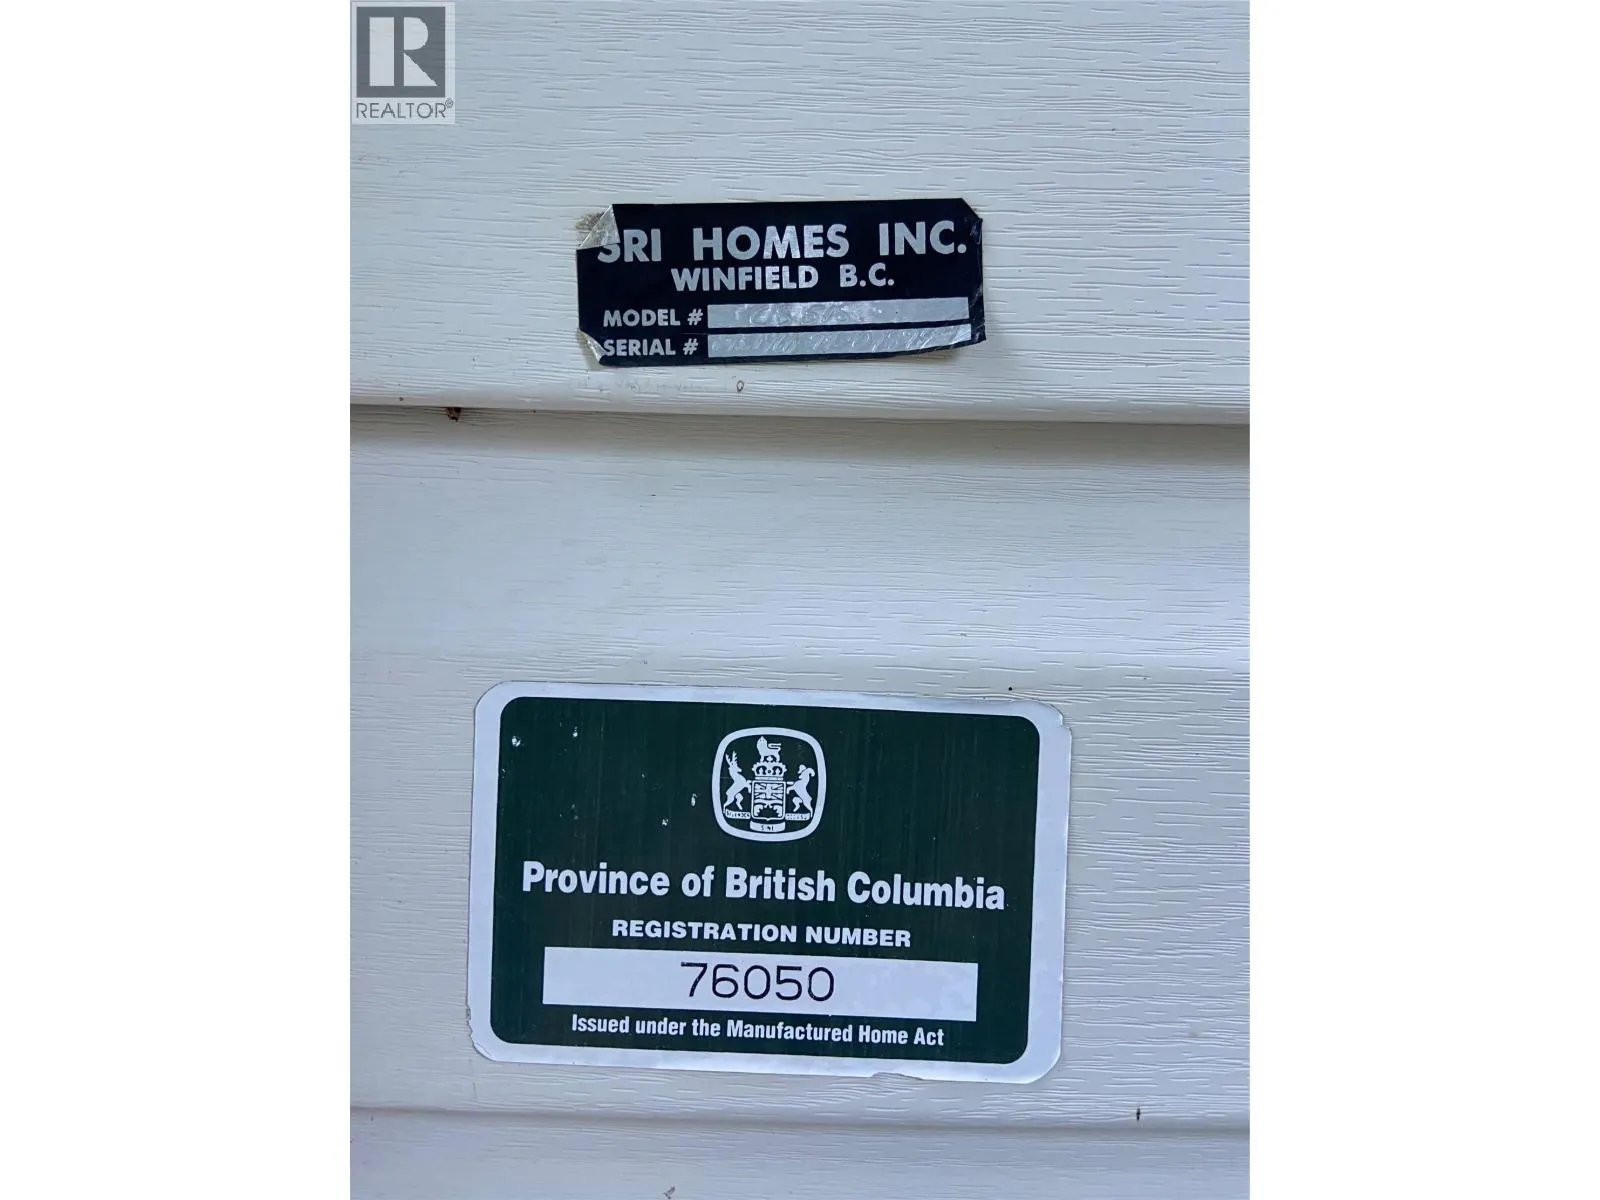 REALTOR®
SRI HOMES INC.
WINFIELD B.C.
MODEL #
SERIAL #
Province of British Columbia
REGISTRATION NUMBER
76050
Issued under the Manufactured Home Act